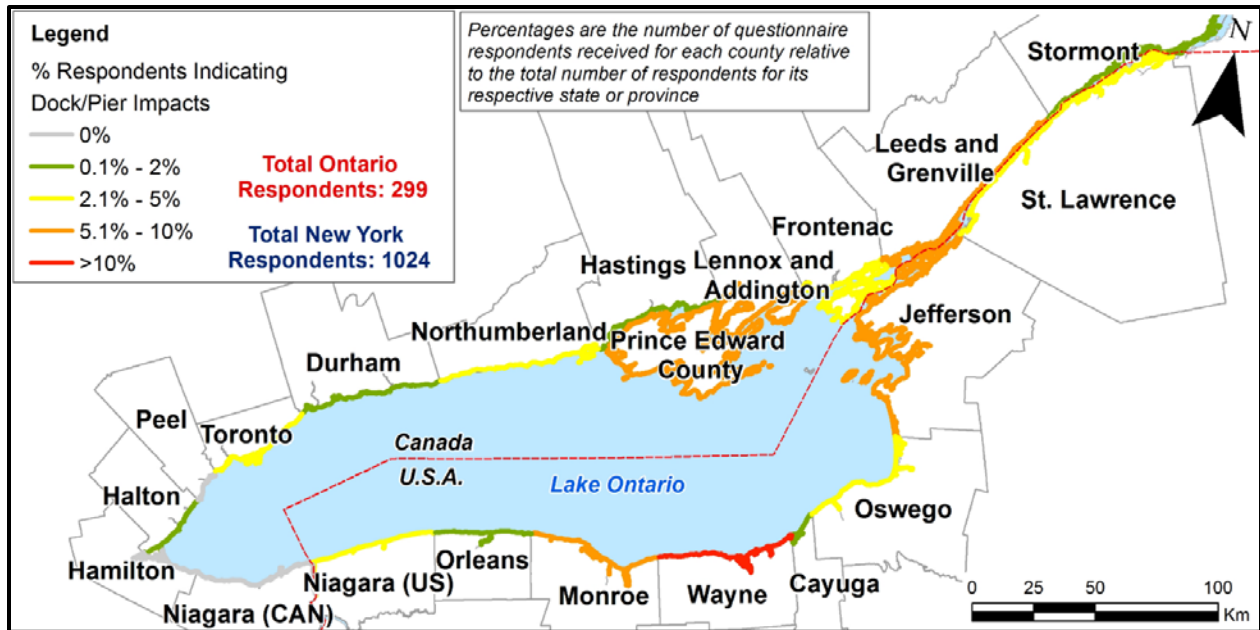 Legend
% Respondents Indicating
Dock/Pier Impacts
0%
0.1% - 2%
2.1% - 5%
5.1% - 10%
>10%
Total Ontario
Respondents: 299
Total New York
Respondents: 1024
Percentages are the number of questionnaire
respondents received for each county relative
to the total number of respondents for its
respective state or province
N
Stormont
Leeds and
Grenville
St. Lawrence
Frontenac
Hastings
Lennox and
Addington
Jefferson
Northumberland
Prince Edward
County
Durham
Peel
Toronto
Canada
U.S.A.
Lake Ontario
Halton
Oswego
Hamilton
Niagara (US)
Orleans
Monroe
Wayne
Cayuga
Niagara (CAN)
0 25 50 100
Km